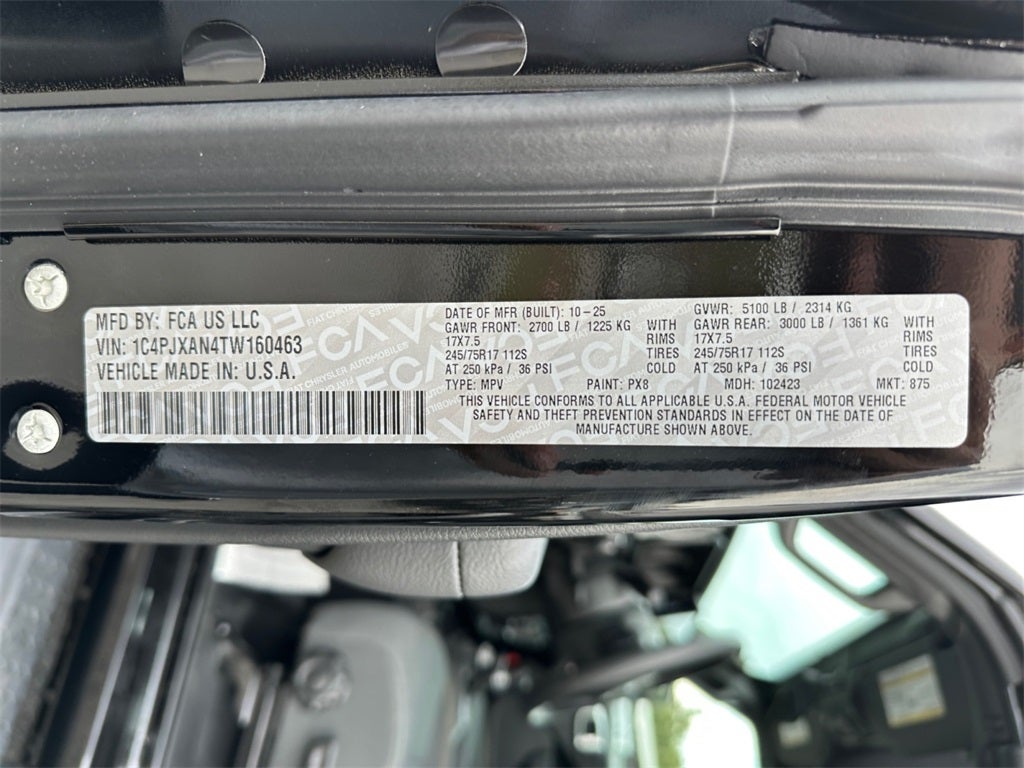 MFD BY: FCA US LLC
VIN: 1C4PJXAN4TW160463
VEHICLE MADE IN: U.S.A.
DATE OF MFR (BUILT): 10-25 GVWR: 5100 LB / 2314 KG
GAWR FRONT: 2700 LB / 1225 KG WITH GAWR REAR: 3000 LB / 1361 KG WITH
17X7.5 RIMS 17X7.5 RIMS
245/75R17 112S TIRES 245/75R17 112S TIRES
AT 250 kPa / 36 PSI COLD AT 250 kPa / 36 PSI COLD
TYPE: MPV PAINT: PX8 MDH: 102423 MKT: 875
THIS VEHICLE CONFORMS TO ALL APPLICABLE U.S.A. FEDERAL MOTOR VEHICLE
SAFETY AND THEFT PREVENTION STANDARDS IN EFFECT ON THE DATE OF
MANUFACTURE SHOWN ABOVE.